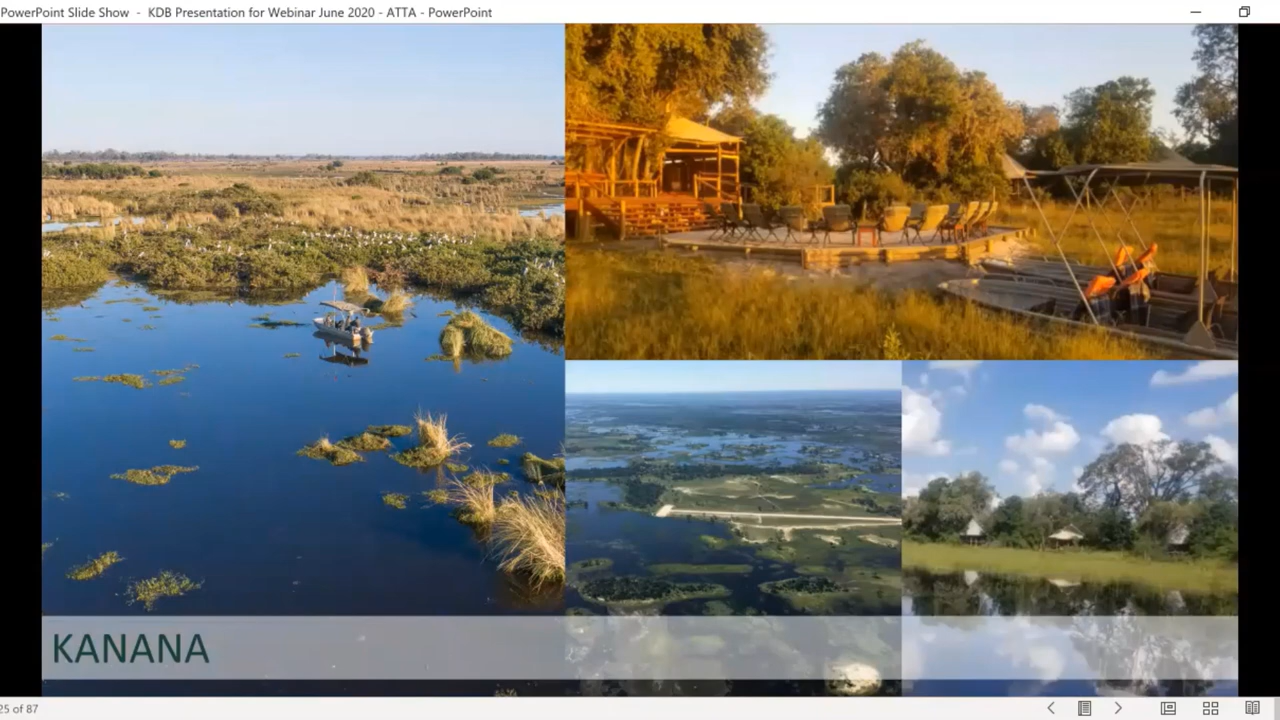 PowerPoint Slide Show - KDB Presentation for Webinar June 2020 - ATTA - PowerPoint
KANANA
25 of 87